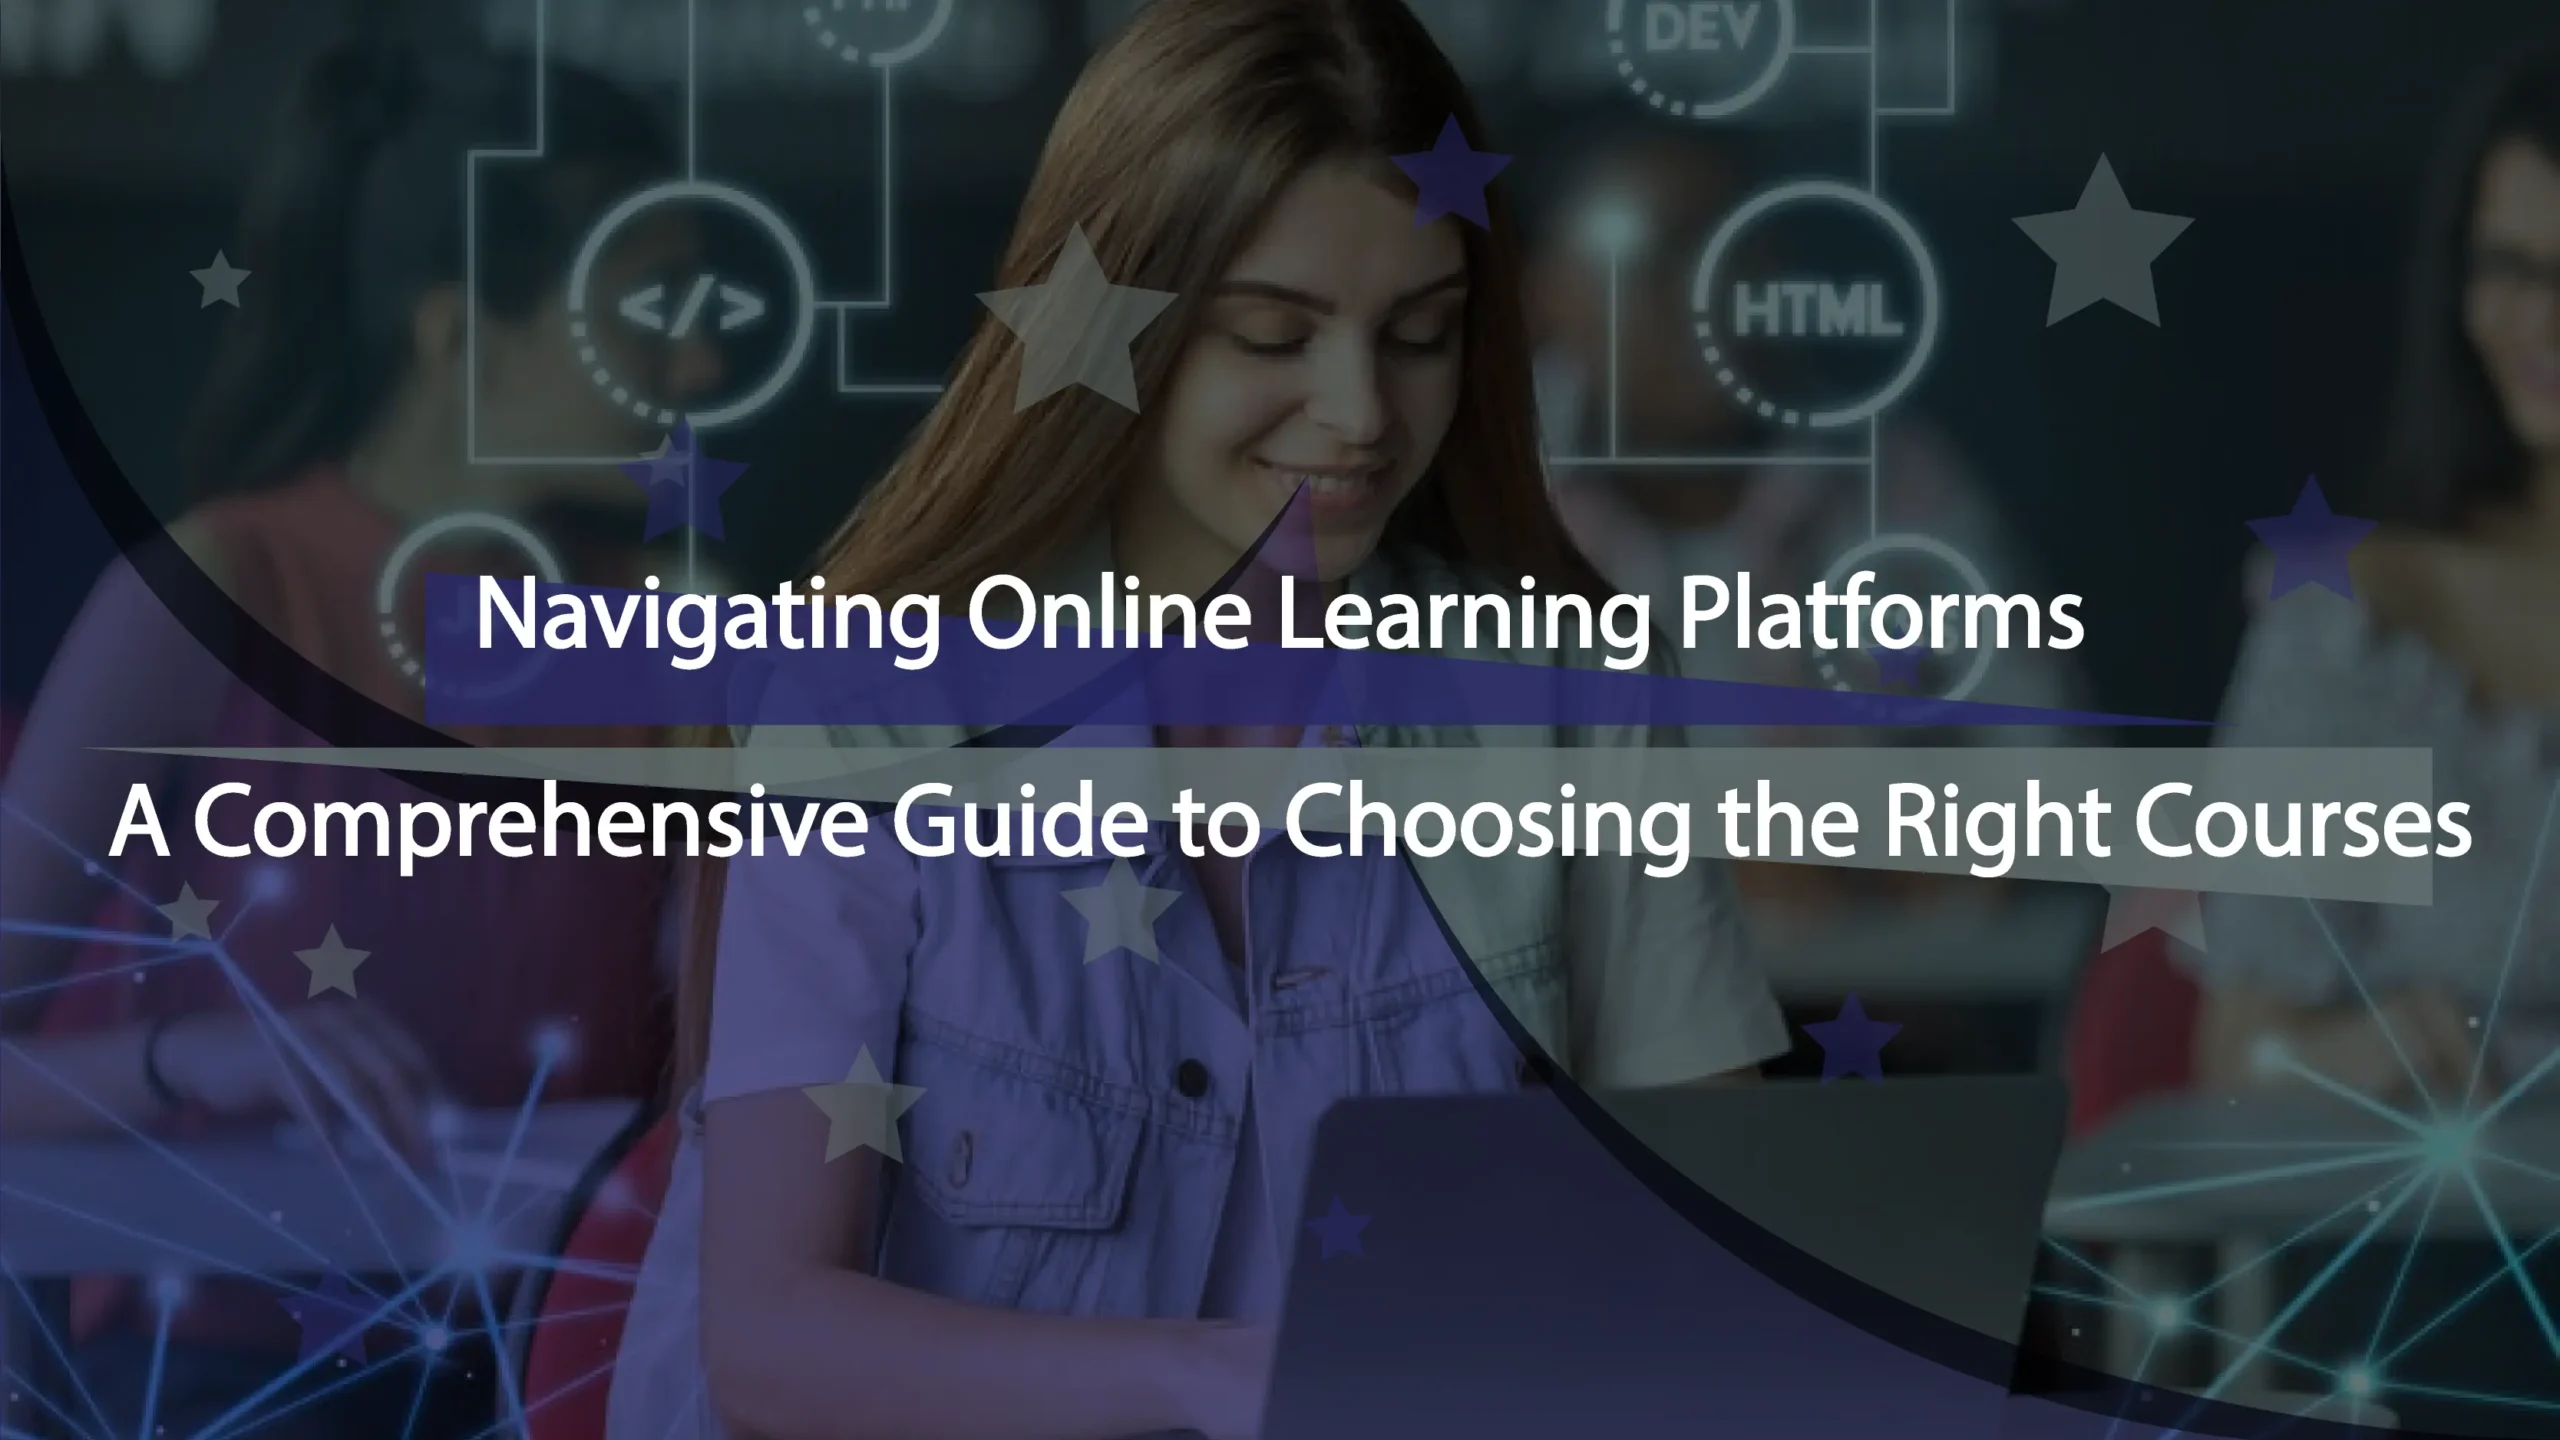 DEV
</>
HTML
Navigating Online Learning Platforms
A Comprehensive Guide to Choosing the Right Courses